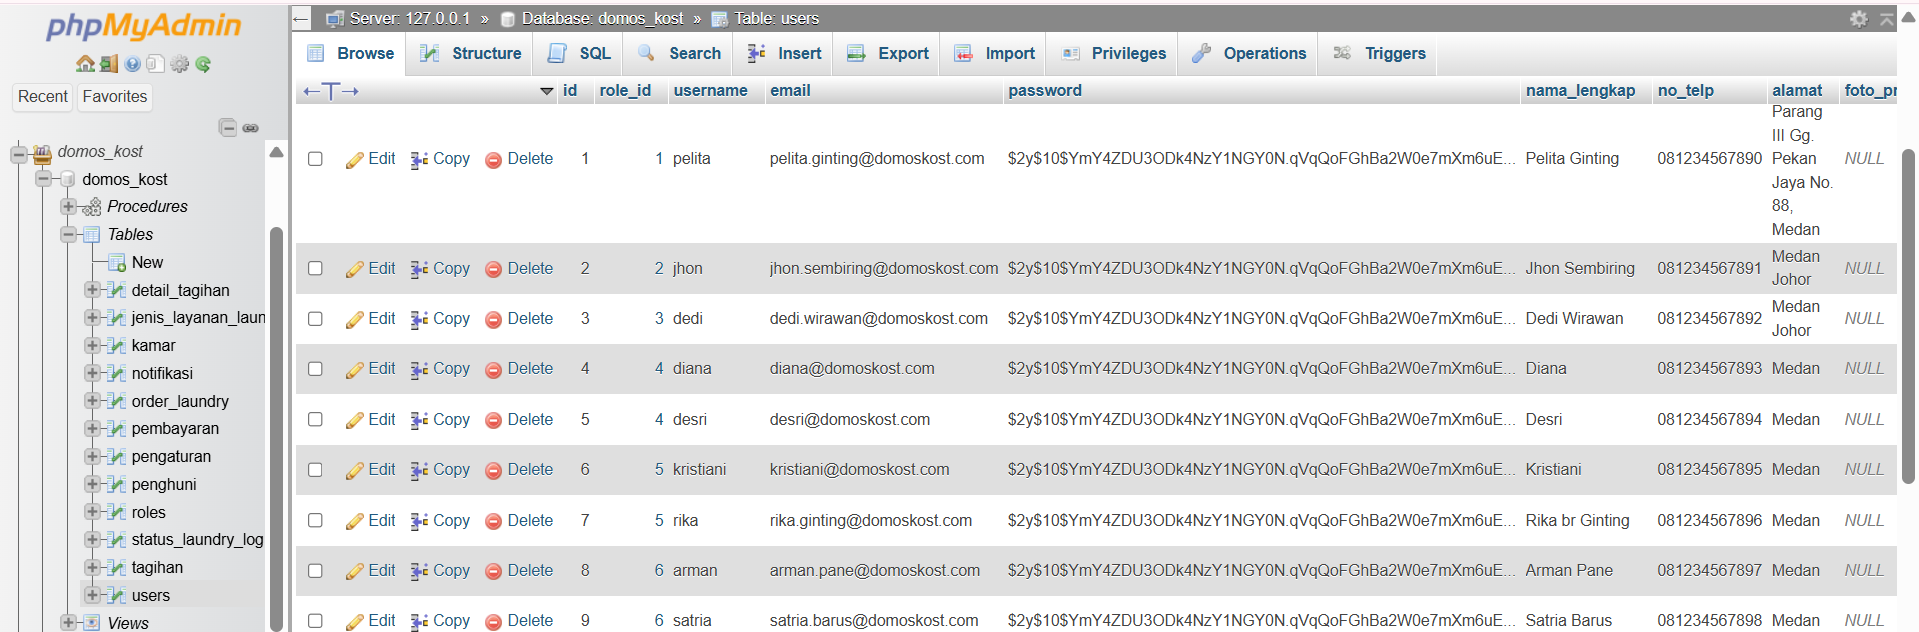 phpMyAdmin
Recent
Favorites
domos_kost
domos_kost
Procedures
Tables
New
detail_tagihan
jenis_layanan_laun
kamar
notifikasi
order_laundry
pembayaran
pengaturan
penghuni
roles
status_laundry_log
tagihan
users
Views
Server: 127.0.0.1 » Database: domos_kost » Table: users
Browse Structure SQL Search Insert Export Import Privileges Operations Triggers
←T→ id role_id username email password nama_lengkap no_telp alamat foto_pr
Edit Copy Delete 1 1 pelita pelita.ginting@domoskost.com $2y$10$YmY4ZDU3ODk4NzY1NGY0N.qVqQoFGhBa2W0e7mXm6uE... Pelita Ginting 081234567890 Parang III Gg. Pekan Jaya No. 88, Medan NULL
Edit Copy Delete 2 2 jhon jhon.sembiring@domoskost.com $2y$10$YmY4ZDU3ODk4NzY1NGY0N.qVqQoFGhBa2W0e7mXm6uE... Jhon Sembiring 081234567891 Medan Johor NULL
Edit Copy Delete 3 3 dedi dedi.wirawan@domoskost.com $2y$10$YmY4ZDU3ODk4NzY1NGY0N.qVqQoFGhBa2W0e7mXm6uE... Dedi Wirawan 081234567892 Medan Johor NULL
Edit Copy Delete 4 4 diana diana@domoskost.com $2y$10$YmY4ZDU3ODk4NzY1NGY0N.qVqQoFGhBa2W0e7mXm6uE... Diana 081234567893 Medan NULL
Edit Copy Delete 5 4 desri desri@domoskost.com $2y$10$YmY4ZDU3ODk4NzY1NGY0N.qVqQoFGhBa2W0e7mXm6uE... Desri 081234567894 Medan NULL
Edit Copy Delete 6 5 kristiani kristiani@domoskost.com $2y$10$YmY4ZDU3ODk4NzY1NGY0N.qVqQoFGhBa2W0e7mXm6uE... Kristiani 081234567895 Medan NULL
Edit Copy Delete 7 5 rika rika.ginting@domoskost.com $2y$10$YmY4ZDU3ODk4NzY1NGY0N.qVqQoFGhBa2W0e7mXm6uE... Rika br Ginting 081234567896 Medan NULL
Edit Copy Delete 8 6 arman arman.pane@domoskost.com $2y$10$YmY4ZDU3ODk4NzY1NGY0N.qVqQoFGhBa2W0e7mXm6uE... Arman Pane 081234567897 Medan NULL
Edit Copy Delete 9 6 satria satria.barus@domoskost.com $2y$10$YmY4ZDU3ODk4NzY1NGY0N.qVqQoFGhBa2W0e7mXm6uE... Satria Barus 081234567898 Medan NULL